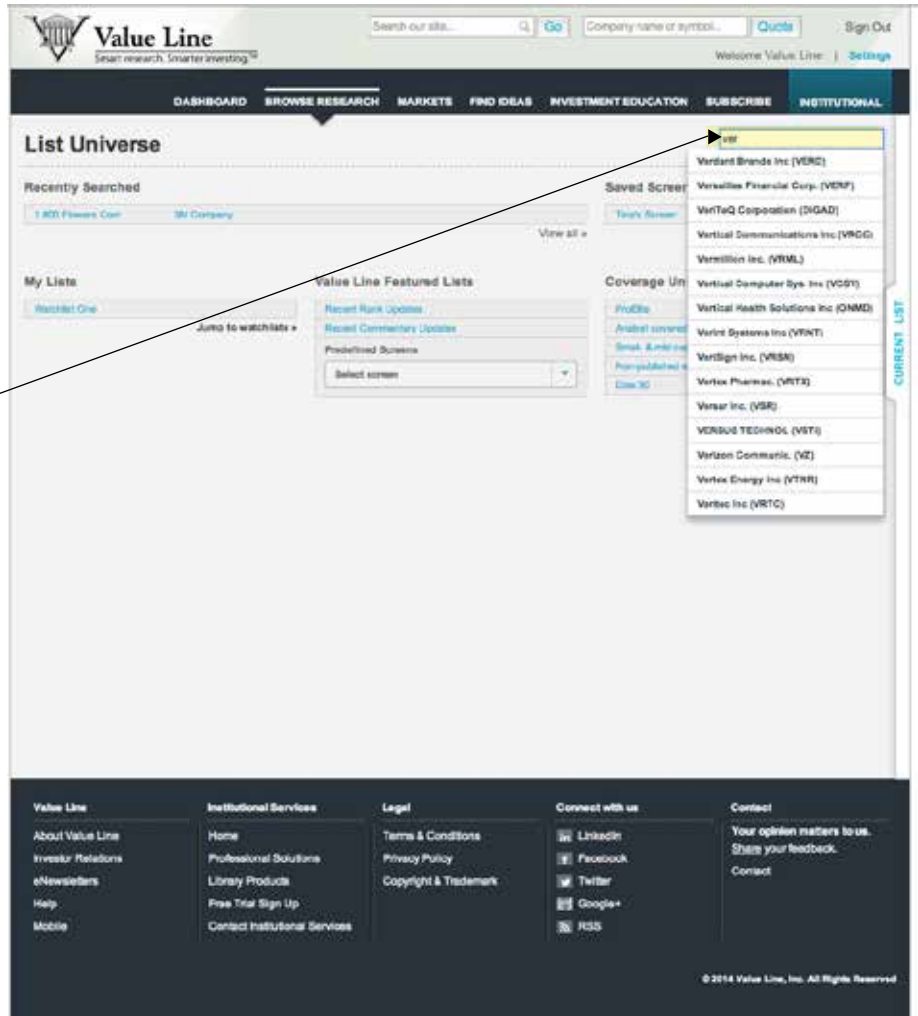 Value Line
Smart research. Smarter investing.
Search our site...
Go
Company name or symbol...
Quote
Sign Out
Welcome Value Line | Settings
DASHBOARD BROWSE RESEARCH MARKETS FIND IDEAS INVESTMENT EDUCATION SUBSCRIBE INSTITUTIONAL
List Universe
ver
Verdant Brands Inc (VERD)
Versailles Financial Corp. (VERF)
VeriTeQ Corporation (DIGAD)
Vertical Communications Inc (VRCC)
Vermillion Inc. (VRML)
Vertical Computer Sys. Inc (VCSY)
Vertical Health Solutions Inc (ONMD)
Verint Systems Inc (VRNT)
VeriSign Inc. (VRSN)
Vertex Pharmac. (VRTX)
Versar Inc. (VSR)
VERSUS TECHNOL (VSTI)
Verizon Communic. (VZ)
Vertex Energy Inc (VTNR)
Veritec Inc (VRTC)
Recently Searched
1 800 Flowers Com 3M Company
View all »
Saved Screen
My Lists
Watchlist One
Jump to watchlists »
Value Line Featured Lists
Recent Rank Updates
Recent Commentary Updates
Predefined Screens
Select screen
Coverage Un
Analyst covered
CURRENT LIST
Value Line
About Value Line
Investor Relations
eNewsletters
Help
Mobile
Institutional Services
Home
Professional Solutions
Library Products
Free Trial Sign Up
Contact Institutional Services
Legal
Terms & Conditions
Privacy Policy
Copyright & Trademark
Connect with us
LinkedIn
Facebook
Twitter
Google+
RSS
Contact
Your opinion matters to us.
Share your feedback.
Contact
©2014 Value Line, Inc. All Rights Reserved